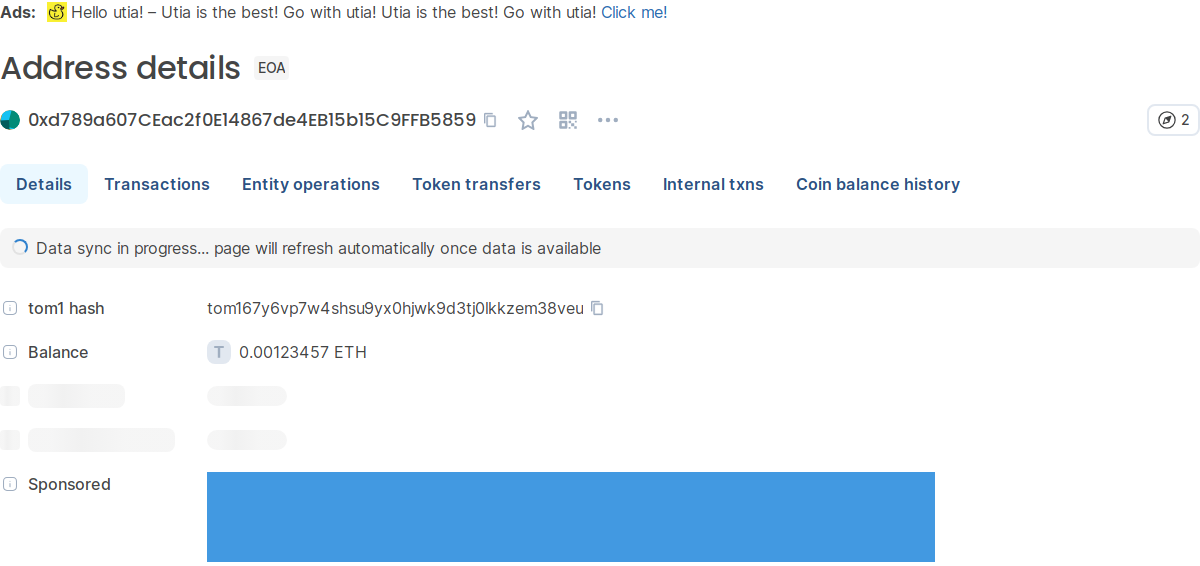 Ads: Hello utia! – Utia is the best! Go with utia! Utia is the best! Go with utia! Click me!
Address details EOA
0xd789a607CEac2f0E14867de4EB15b15C9FFB5859 2
Details Transactions Entity operations Token transfers Tokens Internal txns Coin balance history
Data sync in progress... page will refresh automatically once data is available
tom1 hash tom167y6vp7w4shsu9yx0hjwk9d3tj0lkkzem38veu
Balance T 0.00123457 ETH
Sponsored